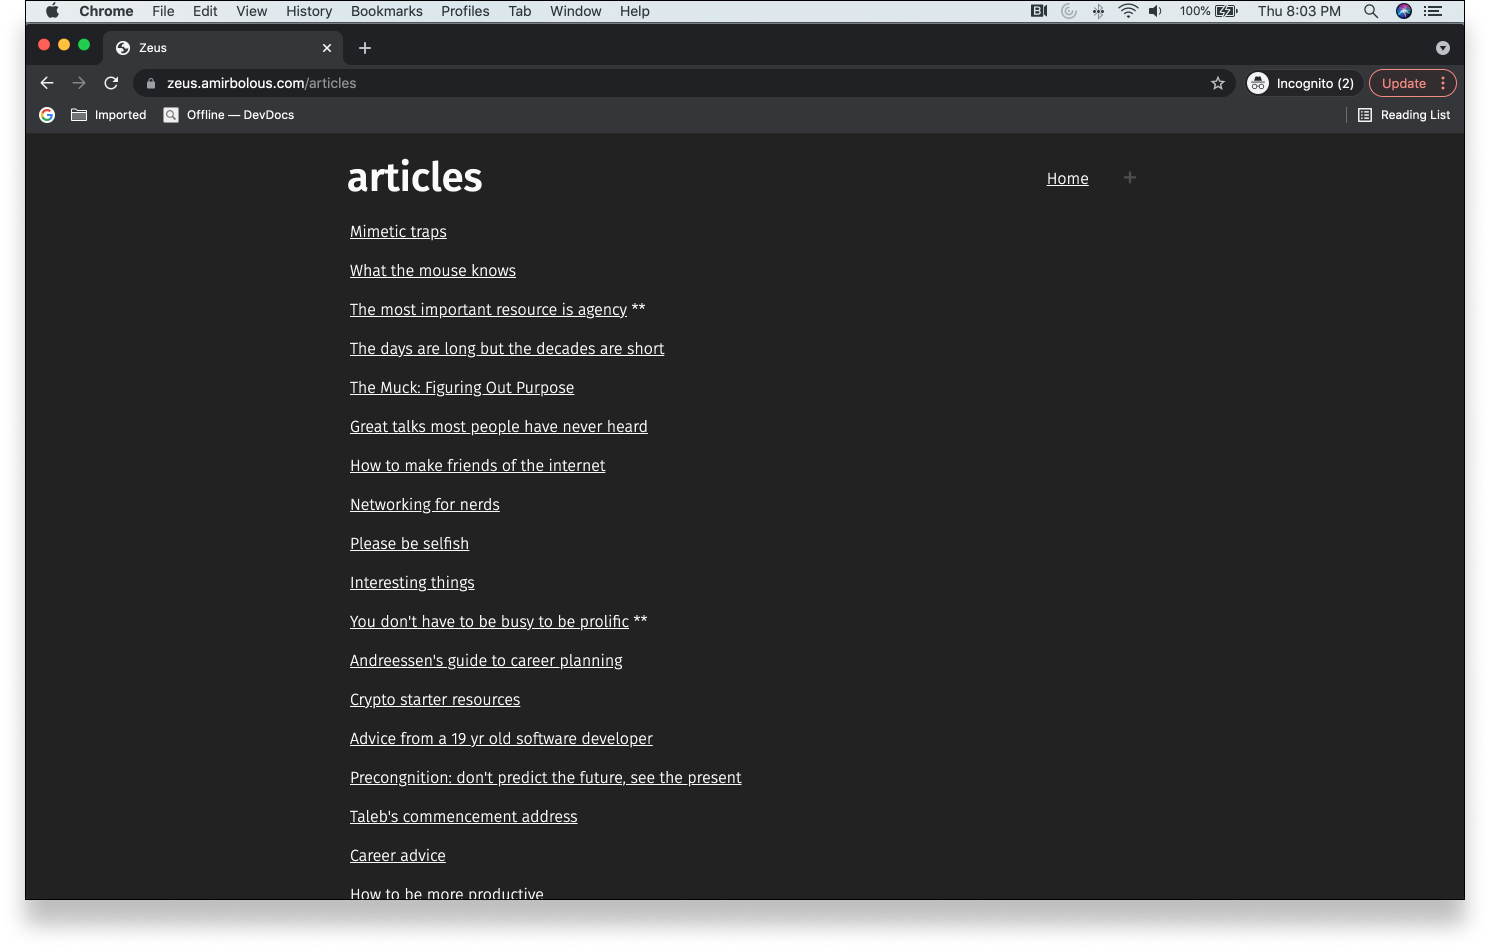 Chrome File Edit View History Bookmarks Profiles Tab Window Help 100% Thu 8:03 PM
Zeus
zeus.amirbolous.com/articles Incognito (2) Update
Imported Offline — DevDocs Reading List
articles
Home +
Mimetic traps
What the mouse knows
The most important resource is agency **
The days are long but the decades are short
The Muck: Figuring Out Purpose
Great talks most people have never heard
How to make friends of the internet
Networking for nerds
Please be selfish
Interesting things
You don't have to be busy to be prolific **
Andreessen's guide to career planning
Crypto starter resources
Advice from a 19 yr old software developer
Precongnition: don't predict the future, see the present
Taleb's commencement address
Career advice
How to be more productive